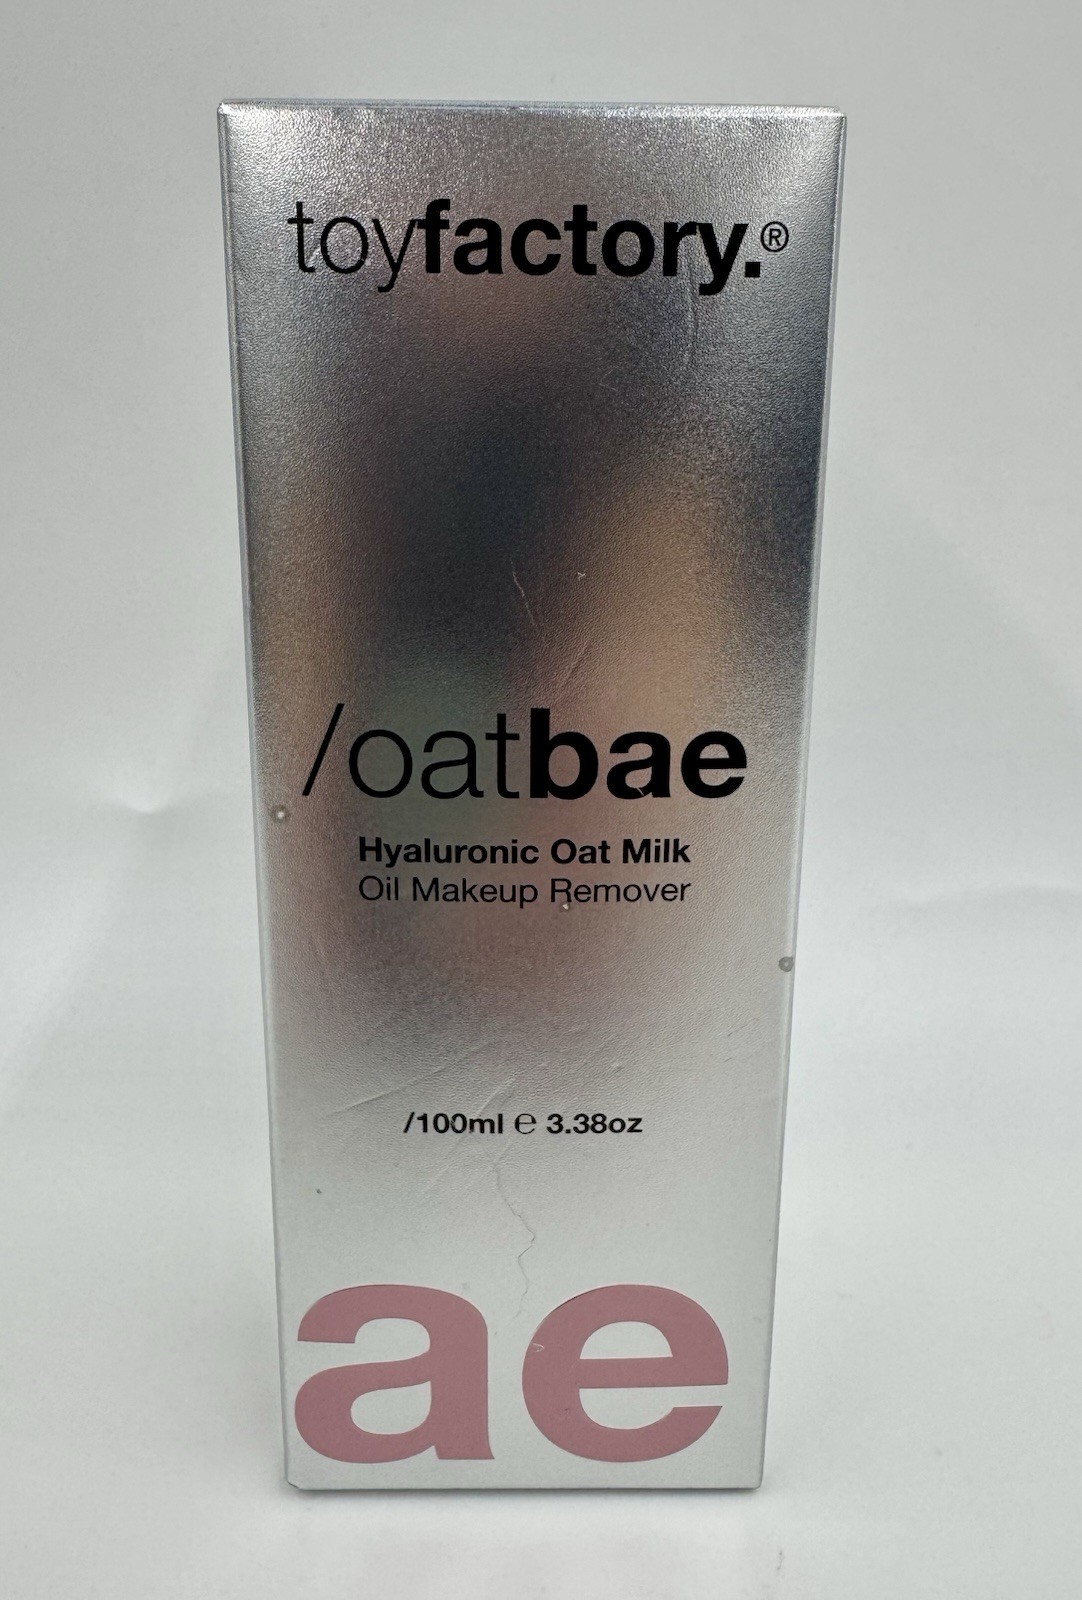 toyfactory.®
/oatbae
Hyaluronic Oat Milk
Oil Makeup Remover
/100ml ℮ 3.38oz
ae